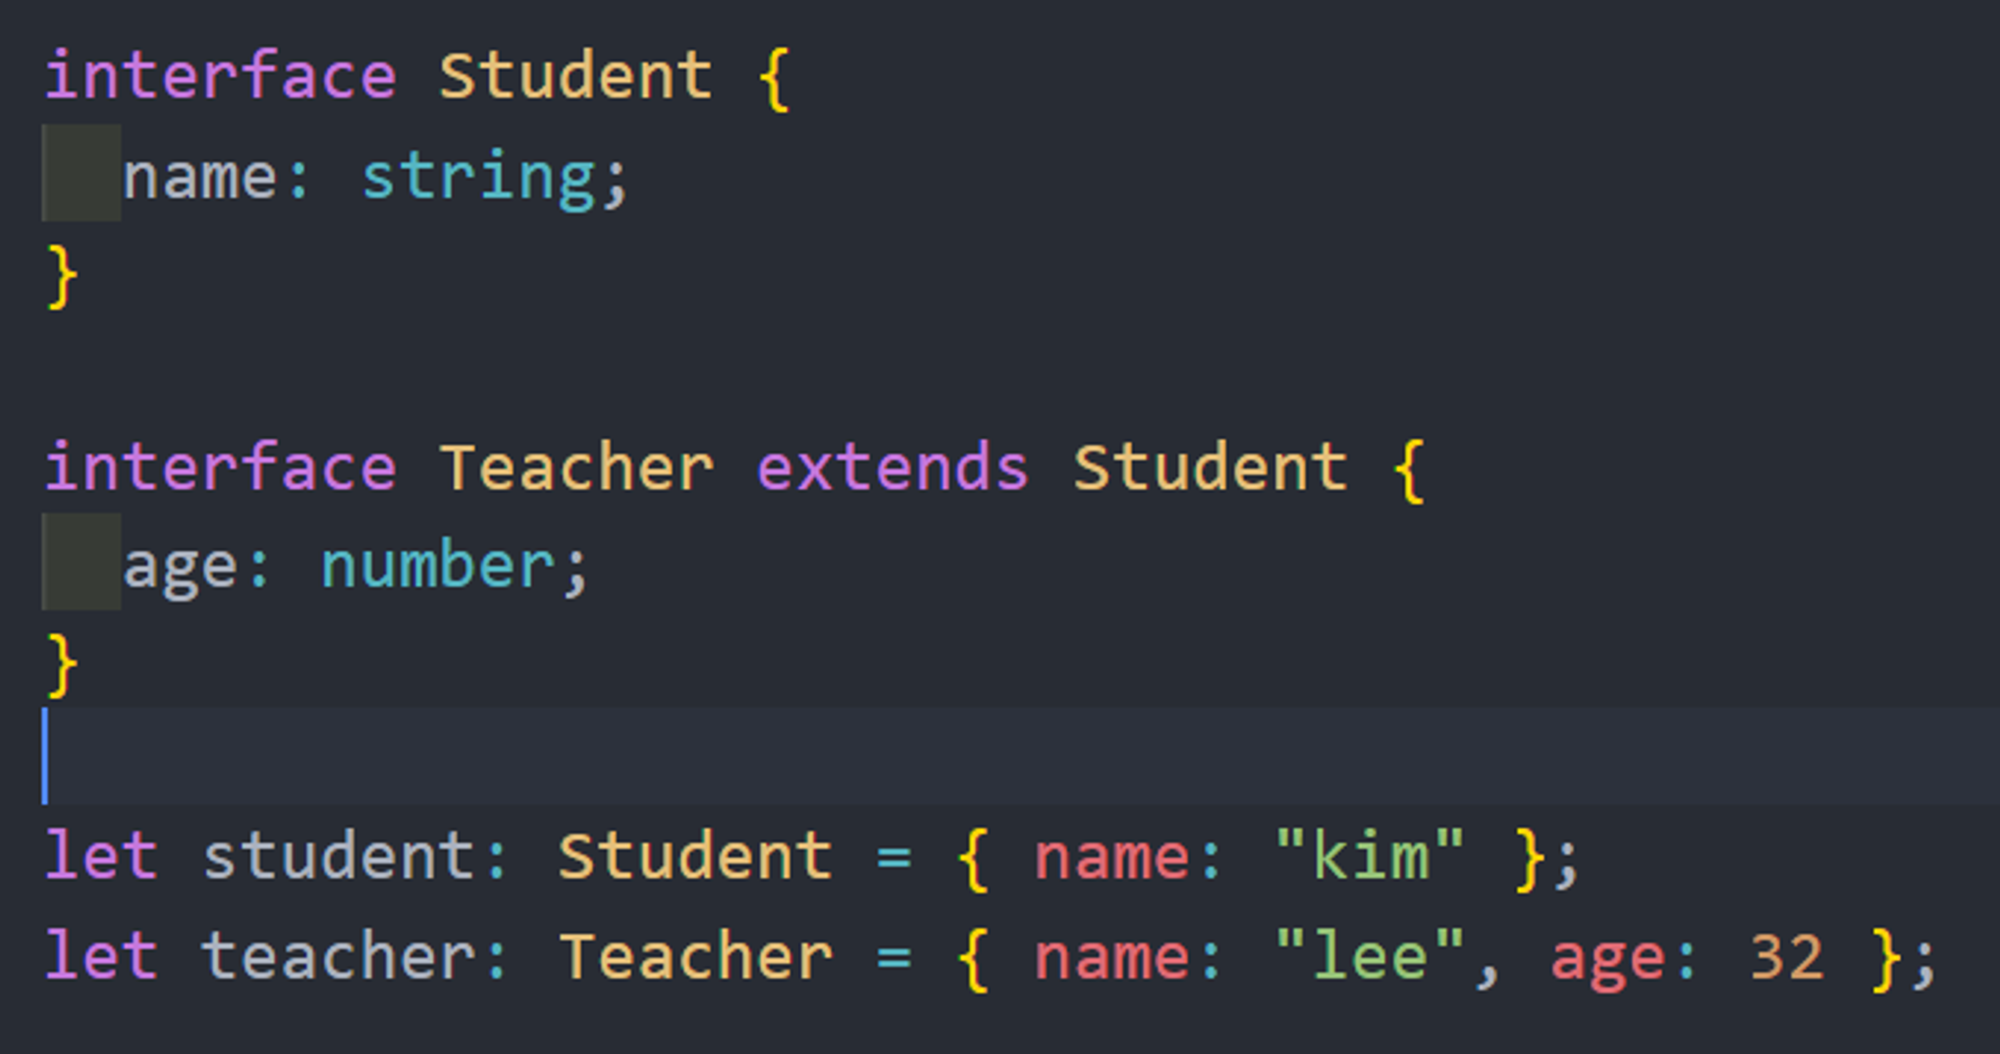 interface Student {
  name: string;
}

interface Teacher extends Student {
  age: number;
}

let student: Student = { name: "kim" };
let teacher: Teacher = { name: "lee", age: 32 };